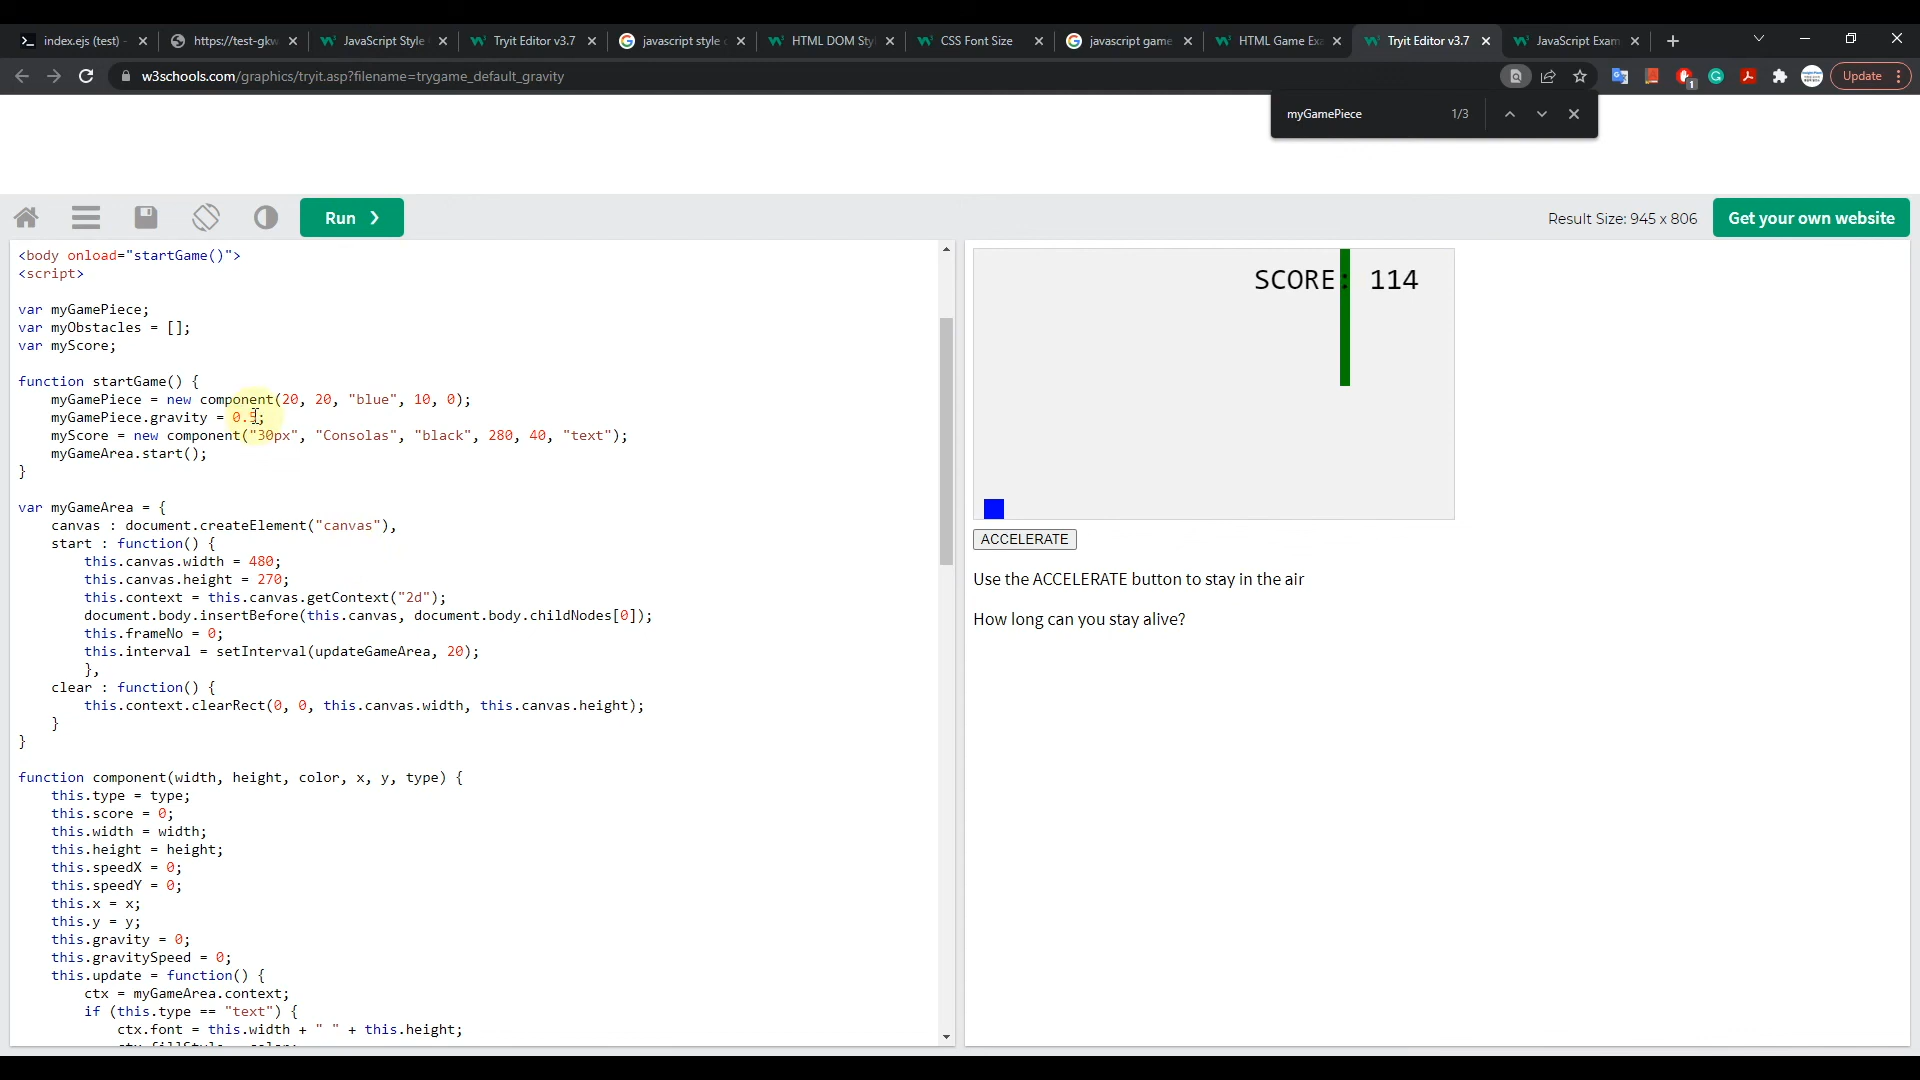 index.ejs (test) -
https://test-gkw
JavaScript Style
Tryit Editor v3.7
javascript style
HTML DOM Sty
CSS Font Size
javascript game
HTML Game Exa
Tryit Editor v3.7
JavaScript Exam
w3schools.com/graphics/tryit.asp?filename=trygame_default_gravity
1
Update
myGamePiece 1/3
Run ❯
Result Size: 945 x 806
Get your own website
<body onload="startGame()">
<script>
var myGamePiece;
var myObstacles = [];
var myScore;
function startGame() {
myGamePiece = new component(20, 20, "blue", 10, 0);
myGamePiece.gravity = 0.5;
myScore = new component("30px", "Consolas", "black", 280, 40, "text");
myGameArea.start();
}
var myGameArea = {
canvas : document.createElement("canvas"),
start : function() {
this.canvas.width = 480;
this.canvas.height = 270;
this.context = this.canvas.getContext("2d");
document.body.insertBefore(this.canvas, document.body.childNodes[0]);
this.frameNo = 0;
this.interval = setInterval(updateGameArea, 20);
},
clear : function() {
this.context.clearRect(0, 0, this.canvas.width, this.canvas.height);
}
}
function component(width, height, color, x, y, type) {
this.type = type;
this.score = 0;
this.width = width;
this.height = height;
this.speedX = 0;
this.speedY = 0;
this.x = x;
this.y = y;
this.gravity = 0;
this.gravitySpeed = 0;
this.update = function() {
ctx = myGameArea.context;
if (this.type == "text") {
ctx.font = this.width + " " + this.height;
SCORE: 114
ACCELERATE
Use the ACCELERATE button to stay in the air
How long can you stay alive?